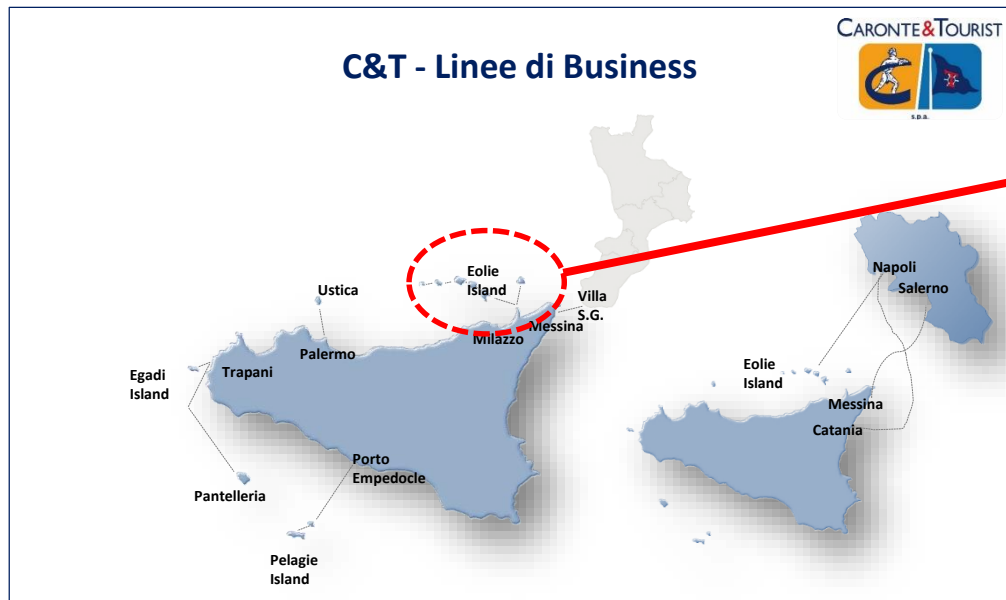 CARONTE&TOURIST
s.p.a.
C&T - Linee di Business
Eolie
Island
Ustica
Villa
S.G.
Messina
Milazzo
Palermo
Trapani
Egadi
Island
Porto
Empedocle
Pantelleria
Pelagie
Island
Napoli
Salerno
Eolie
Island
Messina
Catania